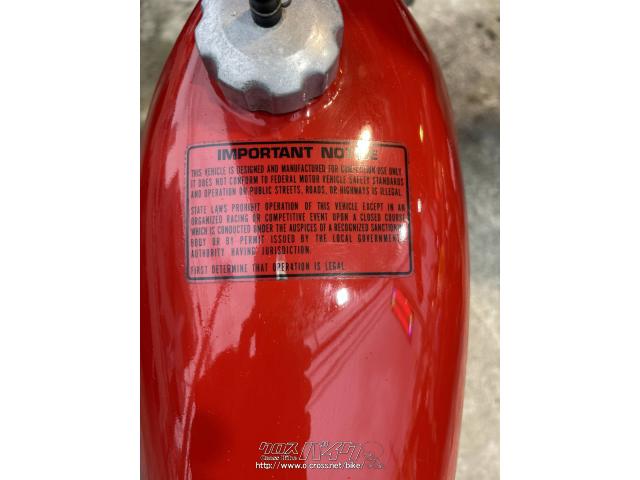 IMPORTANT NOTICE
THIS VEHICLE IS DESIGNED AND MANUFACTURED FOR COMPETITION USE ONLY.
IT DOES NOT CONFORM TO FEDERAL MOTOR VEHICLE SAFETY STANDARDS
AND OPERATION ON PUBLIC STREETS, ROADS, OR HIGHWAYS IS ILLEGAL.
STATE LAWS PROHIBIT OPERATION OF THIS VEHICLE EXCEPT IN AN
ORGANIZED RACING OR COMPETITIVE EVENT UPON A CLOSED COURSE
WHICH IS CONDUCTED UNDER THE AUSPICES OF A RECOGNIZED SANCTIONING
BODY OR BY PERMIT ISSUED BY THE LOCAL GOVERNMENTAL
AUTHORITY HAVING JURISDICTION.
FIRST DETERMINE THAT OPERATION IS LEGAL.
クロスバイク
Cross Bike
http://www.o-cross.net/bike/